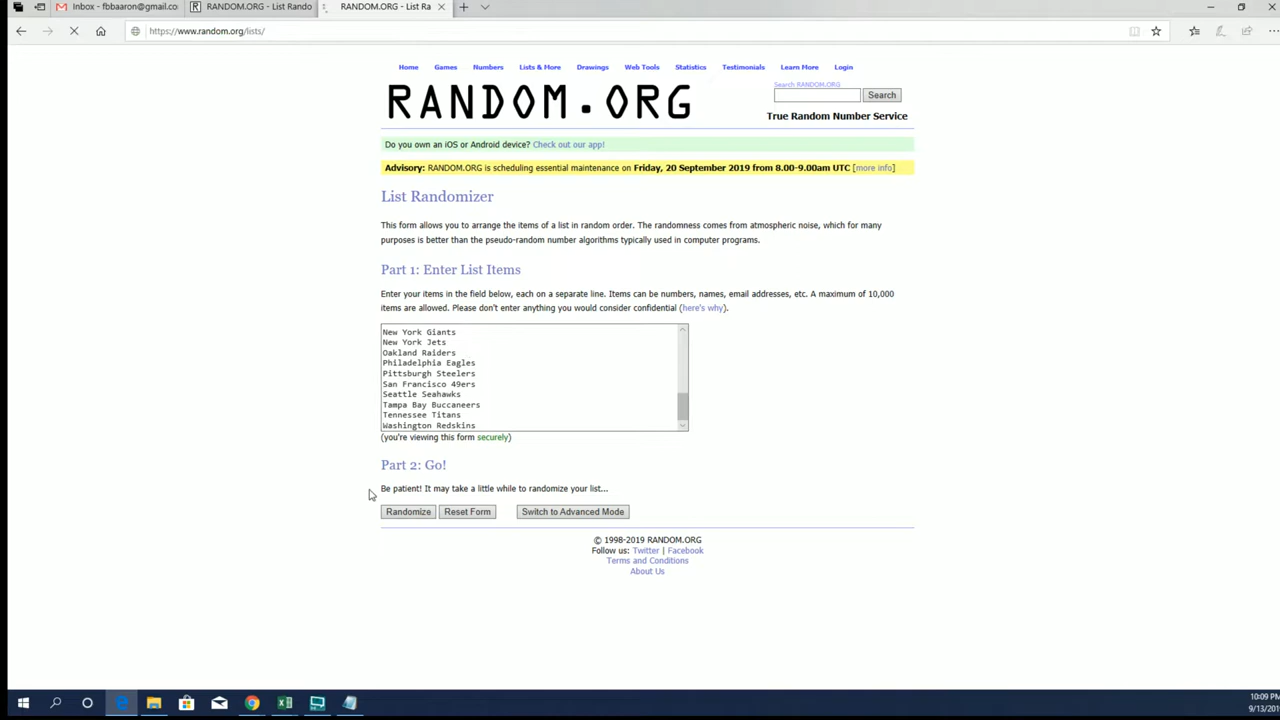 Inbox - fbbaaron@gmail.co
RANDOM.ORG - List Rando
RANDOM.ORG - List Ra
https://www.random.org/lists/
Home Games Numbers Lists & More Drawings Web Tools Statistics Testimonials Learn More Login
RANDOM.ORG
Search RANDOM.ORG
Search
True Random Number Service
Do you own an iOS or Android device? Check out our app!
Advisory: RANDOM.ORG is scheduling essential maintenance on Friday, 20 September 2019 from 8.00-9.00am UTC [more info]
List Randomizer
This form allows you to arrange the items of a list in random order. The randomness comes from atmospheric noise, which for many
purposes is better than the pseudo-random number algorithms typically used in computer programs.
Part 1: Enter List Items
Enter your items in the field below, each on a separate line. Items can be numbers, names, email addresses, etc. A maximum of 10,000
items are allowed. Please don't enter anything you would consider confidential (here's why).
New York Giants
New York Jets
Oakland Raiders
Philadelphia Eagles
Pittsburgh Steelers
San Francisco 49ers
Seattle Seahawks
Tampa Bay Buccaneers
Tennessee Titans
Washington Redskins
(you're viewing this form securely)
Part 2: Go!
Be patient! It may take a little while to randomize your list...
Randomize Reset Form Switch to Advanced Mode
© 1998-2019 RANDOM.ORG
Follow us: Twitter | Facebook
Terms and Conditions
About Us
10:09 PM
9/13/201